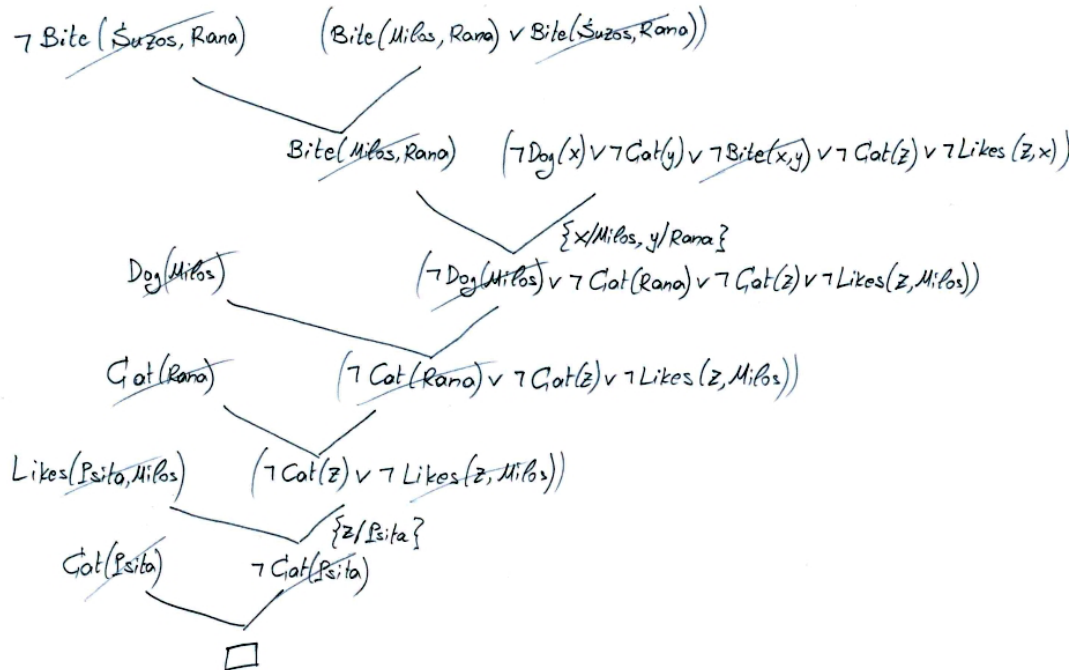 ¬ Bite(Śuzos, Rana) (Bite(Milos, Rana) ∨ Bite(Śuzos, Rana))
Bite(Milos, Rana) (¬Dog(x) ∨ ¬Cat(y) ∨ ¬Bite(x,y) ∨ ¬Cat(z) ∨ ¬Likes(z,x))
{x/Milos, y/Rana}
Dog(Milos) (¬Dog(Milos) ∨ ¬Cat(Rana) ∨ ¬Cat(z) ∨ ¬Likes(z,Milos))
Cat(Rana) (¬Cat(Rana) ∨ ¬Cat(z) ∨ ¬Likes(z,Milos))
Likes(Psita,Milos) (¬Cat(z) ∨ ¬Likes(z,Milos))
{z/Psita}
Cat(Psita) ¬Cat(Psita)